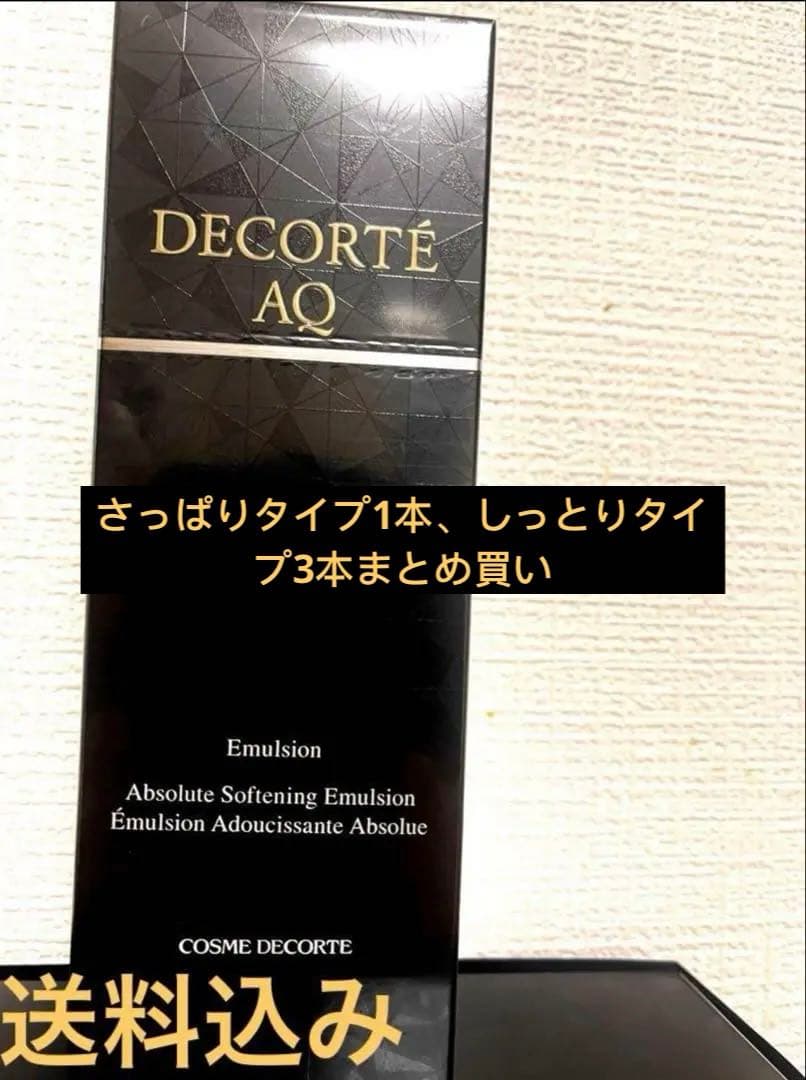 DECORTÉ
AQ
さっぱりタイプ1本、しっとりタイ
プ3本まとめ買い
Emulsion
Absolute Softening Emulsion
Émulsion Adoucissante Absolue
COSME DECORTE
送料込み